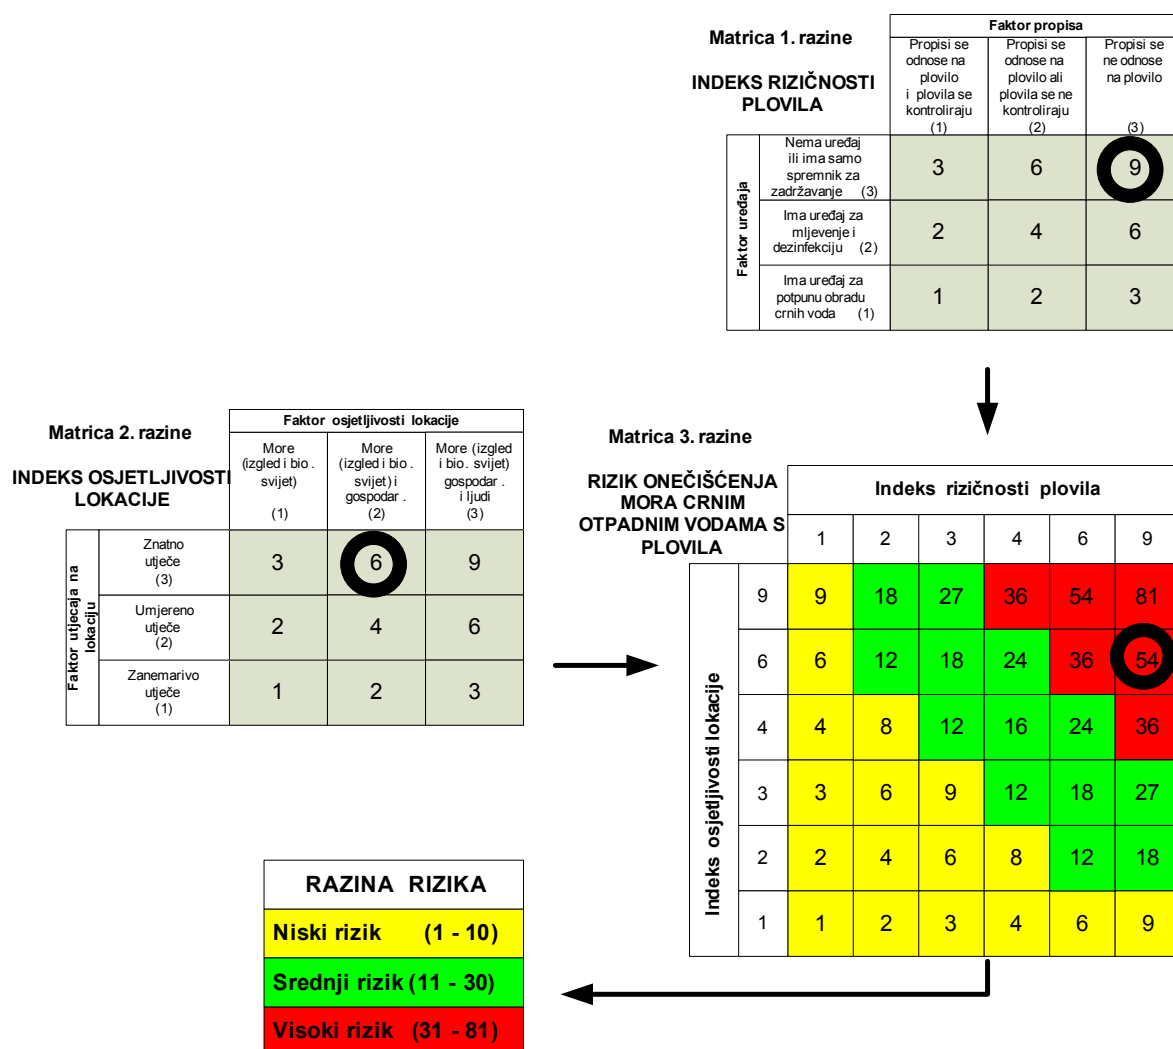 Matrica 1. razine
INDEKS RIZIČNOSTI
PLOVILA
Faktor propisa
Propisi se
odnose na
plovilo
i plovila se
kontroliraju
(1)
Propisi se
odnose na
plovilo ali
plovila se ne
kontroliraju
(2)
Propisi se
ne odnose
na plovilo
(3)
Faktor uređaja
Nema uređaj
ili ima samo
spremnik za
zadržavanje (3)
3 6 9
Ima uređaj za
mljevenje i
dezinfekciju (2)
2 4 6
Ima uređaj za
potpunu obradu
crnih voda (1)
1 2 3
Matrica 2. razine
INDEKS OSJETLJIVOSTI
LOKACIJE
Faktor osjetljivosti lokacije
More
(izgled i bio.
svijet)
(1)
More
(izgled i bio.
svijet) i
gospodar.
(2)
More (izgled
i bio. svijet)
gospodar.
i ljudi
(3)
Faktor utjecaja na
lokaciju
Znatno
utječe
(3)
3 6 9
Umjereno
utječe
(2)
2 4 6
Zanemarivo
utječe
(1)
1 2 3
Matrica 3. razine
RIZIK ONEČIŠĆENJA
MORA CRNIM
OTPADNIM VODAMA S
PLOVILA
Indeks rizičnosti plovila
1 2 3 4 6 9
Indeks osjetljivosti lokacije
9 9 18 27 36 54 81
6 6 12 18 24 36 54
4 4 8 12 16 24 36
3 3 6 9 12 18 27
2 2 4 6 8 12 18
1 1 2 3 4 6 9
RAZINA RIZIKA
Niski rizik (1 - 10)
Srednji rizik (11 - 30)
Visoki rizik (31 - 81)